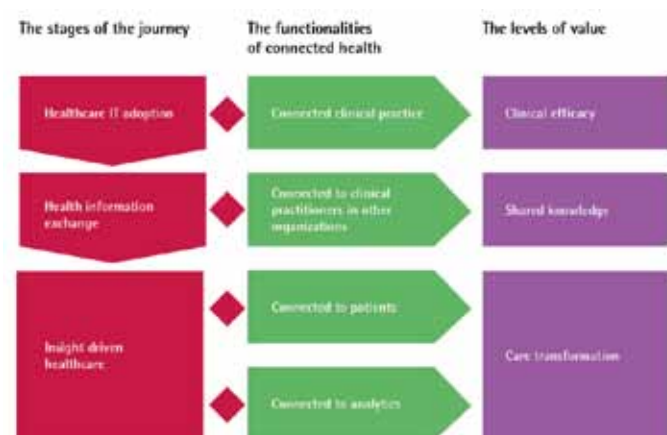 The stages of the journey
The functionalities
of connected health
The levels of value
Healthcare IT adoption
Connected clinical practice
Clinical efficacy
Health information
exchange
Connected to clinical
practitioners in other
organizations
Shared knowledge
Insight driven
healthcare
Connected to patients
Connected to analytics
Care transformation